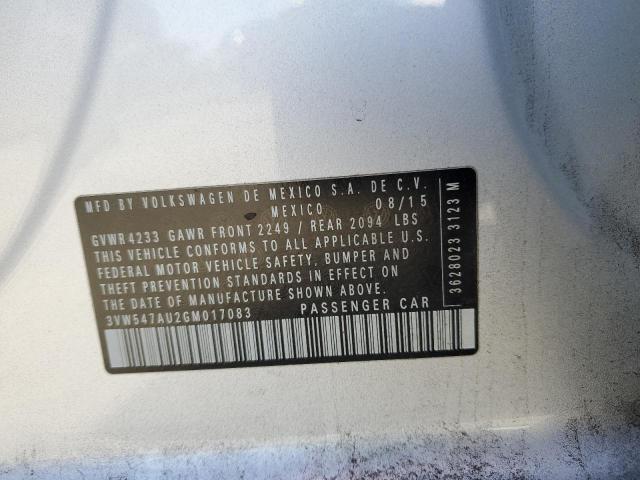 MFD BY VOLKSWAGEN DE MEXICO S.A. DE C.V.
MEXICO 08/15
GVWR 4233 GAWR FRONT 2249 / REAR 2094 LBS
THIS VEHICLE CONFORMS TO ALL APPLICABLE U.S.
FEDERAL MOTOR VEHICLE SAFETY, BUMPER AND
THEFT PREVENTION STANDARDS IN EFFECT ON
THE DATE OF MANUFACTURE SHOWN ABOVE.
3VW547AU2GM017083 PASSENGER CAR
3628023 3123 M